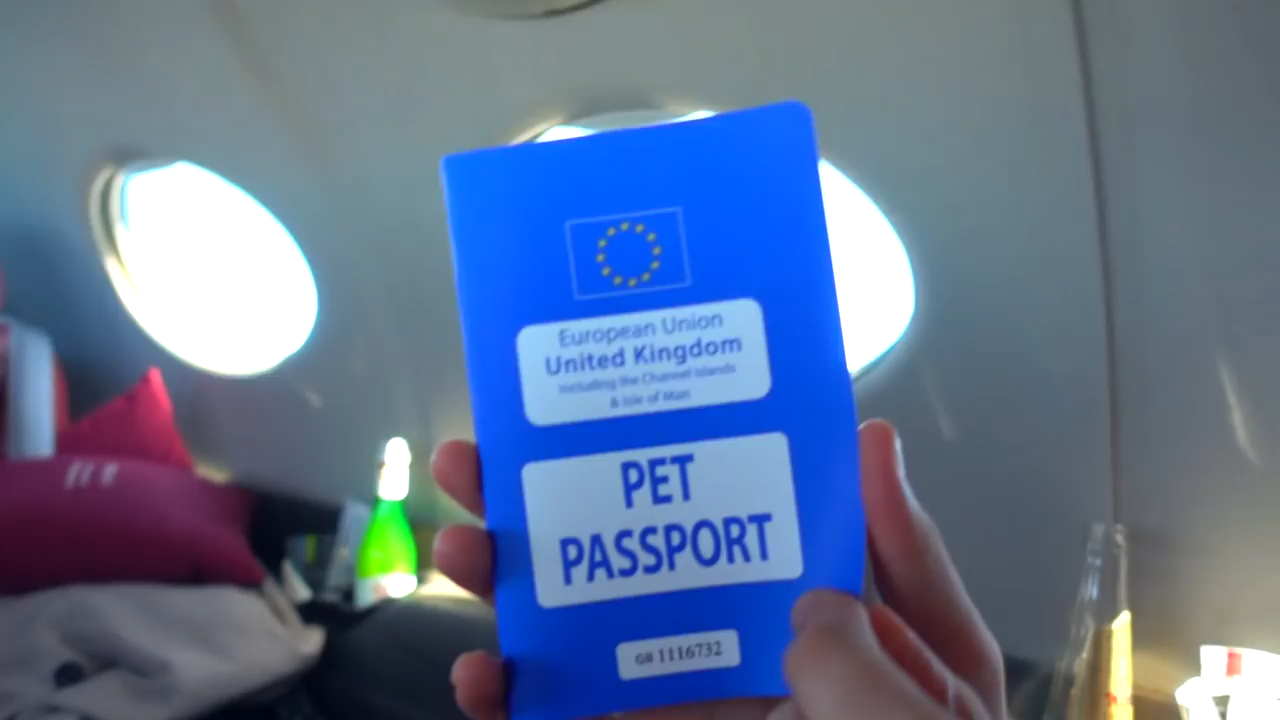 European Union
United Kingdom
Including the Channel Islands
& Isle of Man
PET
PASSPORT
GB 1116732